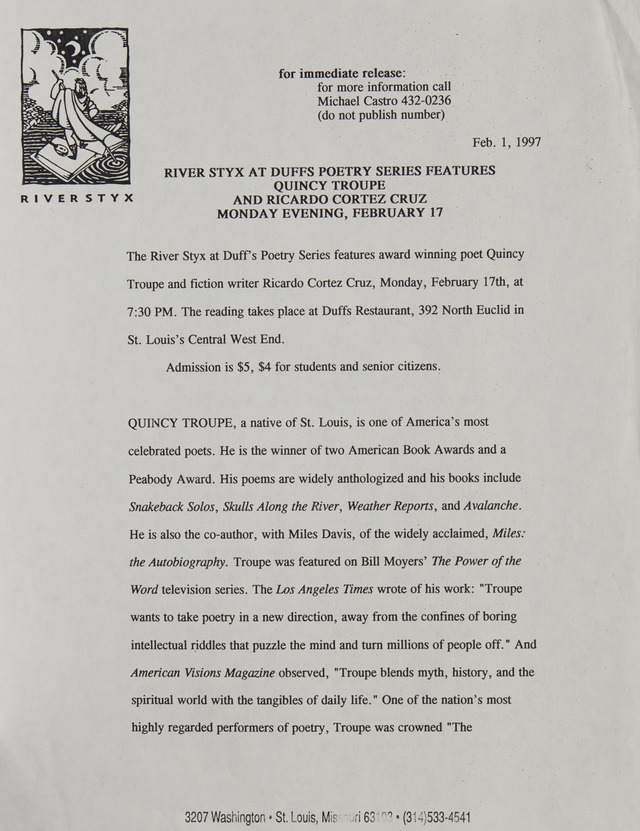 for immediate release:
for more information call
Michael Castro 432-0236
(do not publish number)
Feb. 1, 1997
RIVER STYX
RIVER STYX AT DUFFS POETRY SERIES FEATURES
QUINCY TROUPE
AND RICARDO CORTEZ CRUZ
MONDAY EVENING, FEBRUARY 17
The River Styx at Duff's Poetry Series features award winning poet Quincy
Troupe and fiction writer Ricardo Cortez Cruz, Monday, February 17th, at
7:30 PM. The reading takes place at Duffs Restaurant, 392 North Euclid in
St. Louis's Central West End.
Admission is $5, $4 for students and senior citizens.
QUINCY TROUPE, a native of St. Louis, is one of America's most
celebrated poets. He is the winner of two American Book Awards and a
Peabody Award. His poems are widely anthologized and his books include
Snakeback Solos, Skulls Along the River, Weather Reports, and Avalanche.
He is also the co-author, with Miles Davis, of the widely acclaimed, Miles:
the Autobiography. Troupe was featured on Bill Moyers' The Power of the
Word television series. The Los Angeles Times wrote of his work: "Troupe
wants to take poetry in a new direction, away from the confines of boring
intellectual riddles that puzzle the mind and turn millions of people off." And
American Visions Magazine observed, "Troupe blends myth, history, and the
spiritual world with the tangibles of daily life." One of the nation's most
highly regarded performers of poetry, Troupe was crowned "The
3207 Washington • St. Louis, • (314)533-4541